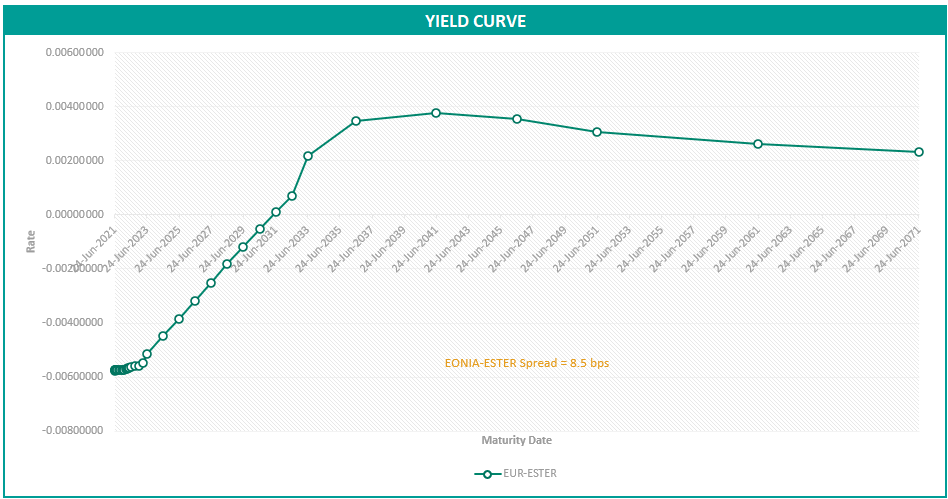 YIELD CURVE
0.00600000
0.00400000
0.00200000
0.00000000
-0.00200000
-0.00400000
-0.00600000
-0.00800000
Rate
24-Jun-2021
24-Jun-2023
24-Jun-2025
24-Jun-2027
24-Jun-2029
24-Jun-2031
24-Jun-2033
24-Jun-2035
24-Jun-2037
24-Jun-2039
24-Jun-2041
24-Jun-2043
24-Jun-2045
24-Jun-2047
24-Jun-2049
24-Jun-2051
24-Jun-2053
24-Jun-2055
24-Jun-2057
24-Jun-2059
24-Jun-2061
24-Jun-2063
24-Jun-2065
24-Jun-2067
24-Jun-2069
24-Jun-2071
EONIA-ESTER Spread = 8.5 bps
Maturity Date
EUR-ESTER